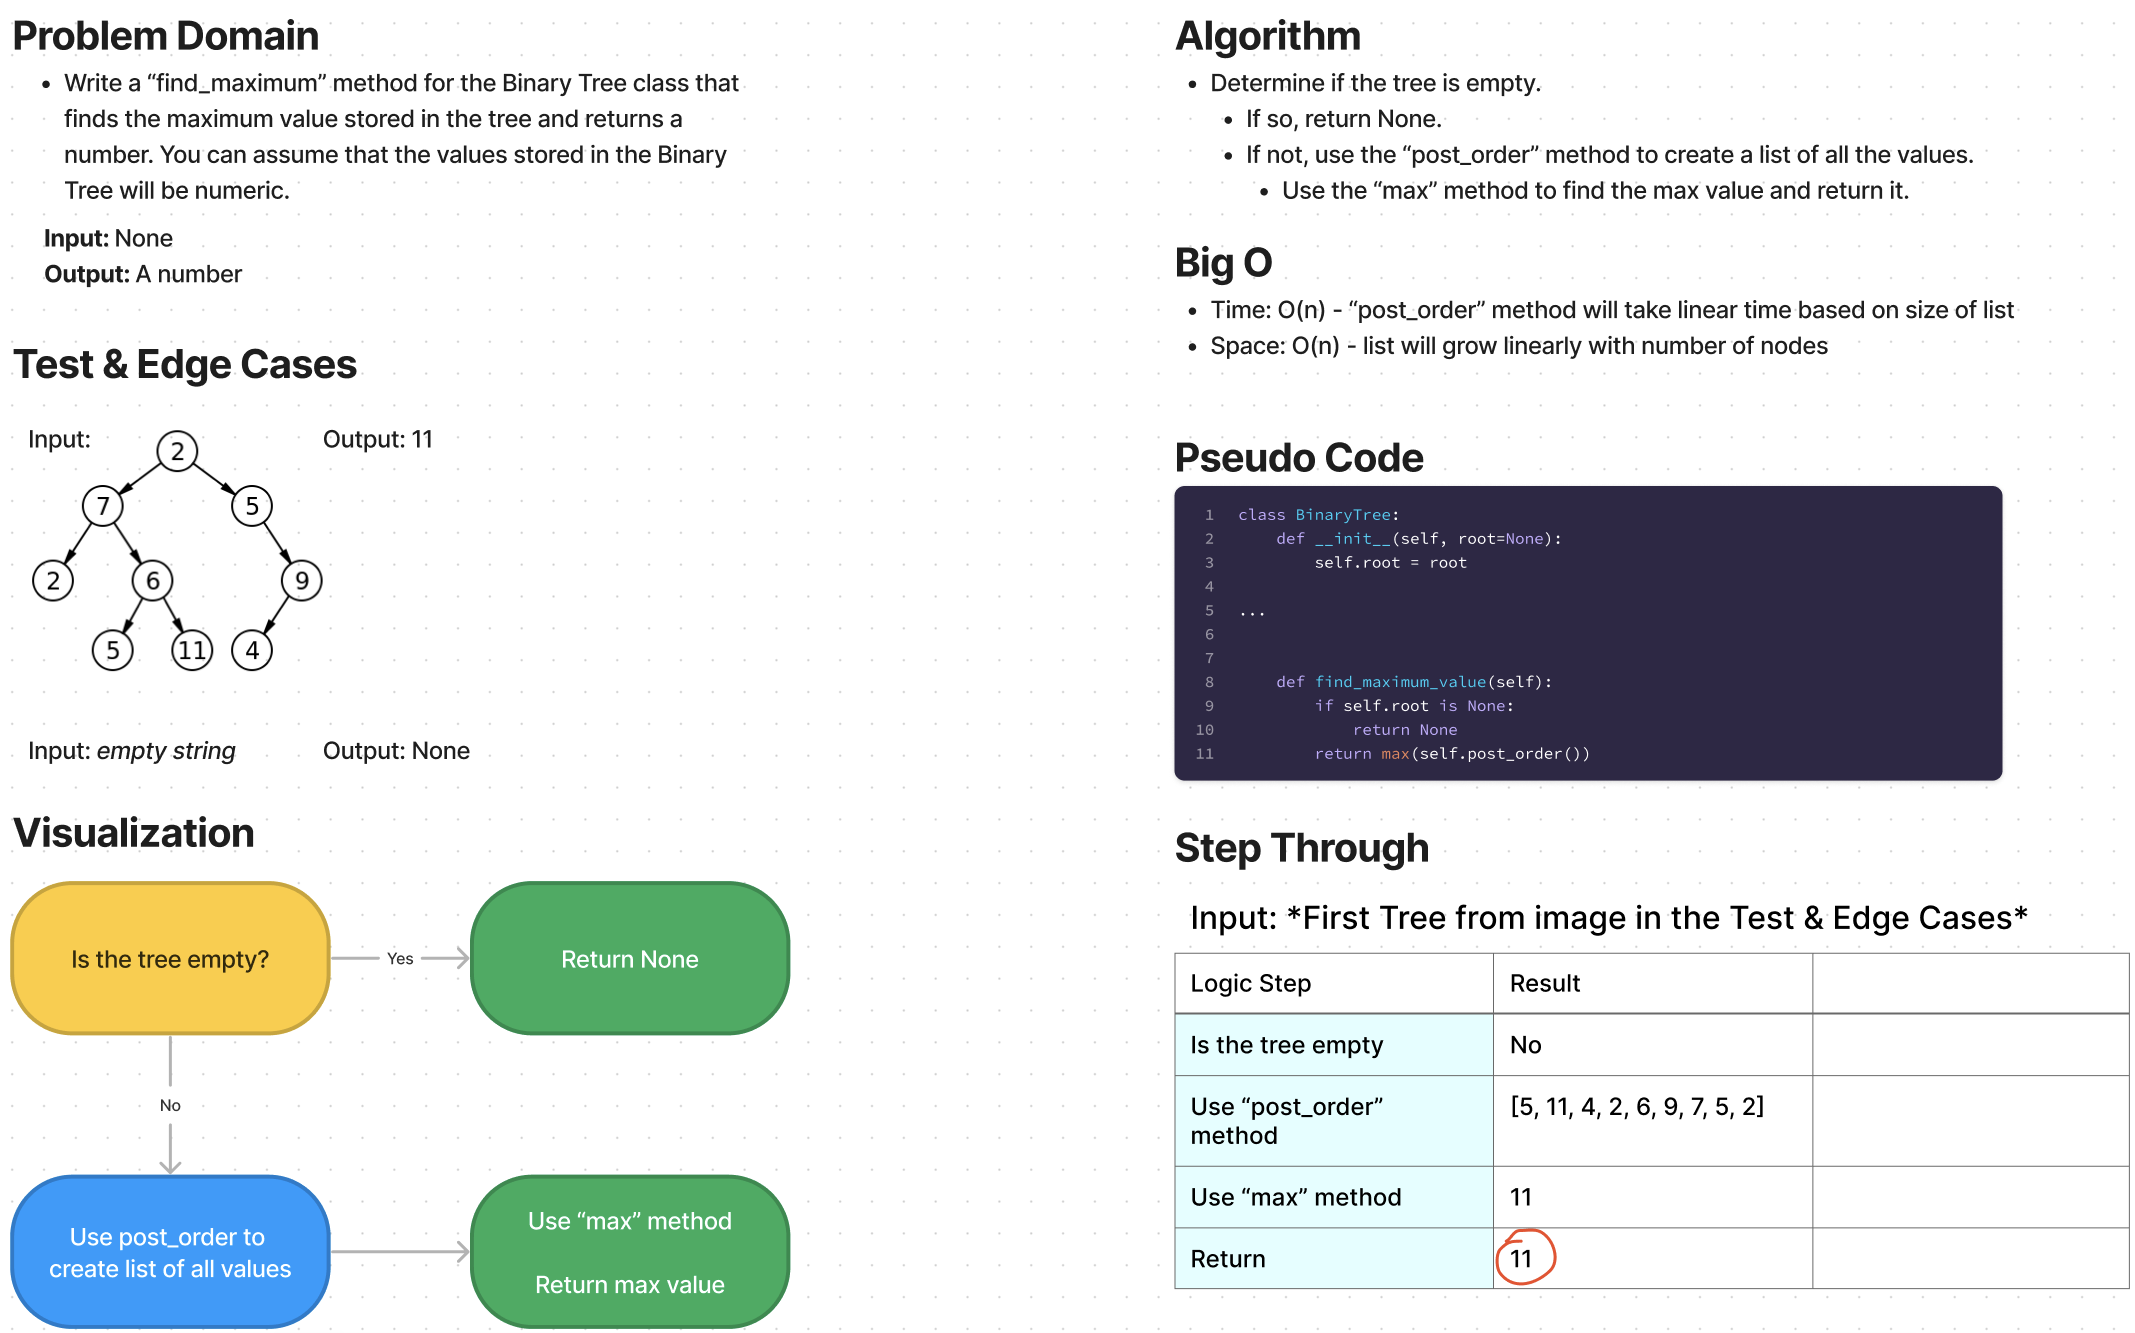 Problem Domain
• Write a “find_maximum” method for the Binary Tree class that
finds the maximum value stored in the tree and returns a
number. You can assume that the values stored in the Binary
Tree will be numeric.
Input: None
Output: A number
Test & Edge Cases
Input:
Output: 11
2
7
5
2
6
9
5
11
4
Input: empty string
Output: None
Visualization
Is the tree empty?
Yes
Return None
No
Use post_order to
create list of all values
Use “max” method
Return max value
Algorithm
• Determine if the tree is empty.
• If so, return None.
• If not, use the “post_order” method to create a list of all the values.
• Use the “max” method to find the max value and return it.
Big O
• Time: O(n) - “post_order” method will take linear time based on size of list
• Space: O(n) - list will grow linearly with number of nodes
Pseudo Code
1 class BinaryTree:
2     def __init__(self, root=None):
3         self.root = root
4
5 ...
6
7
8     def find_maximum_value(self):
9         if self.root is None:
10             return None
11         return max(self.post_order())
Step Through
Input: *First Tree from image in the Test & Edge Cases*
Logic Step Result
Is the tree empty No
Use “post_order” [5, 11, 4, 2, 6, 9, 7, 5, 2]
method
Use “max” method 11
Return 11